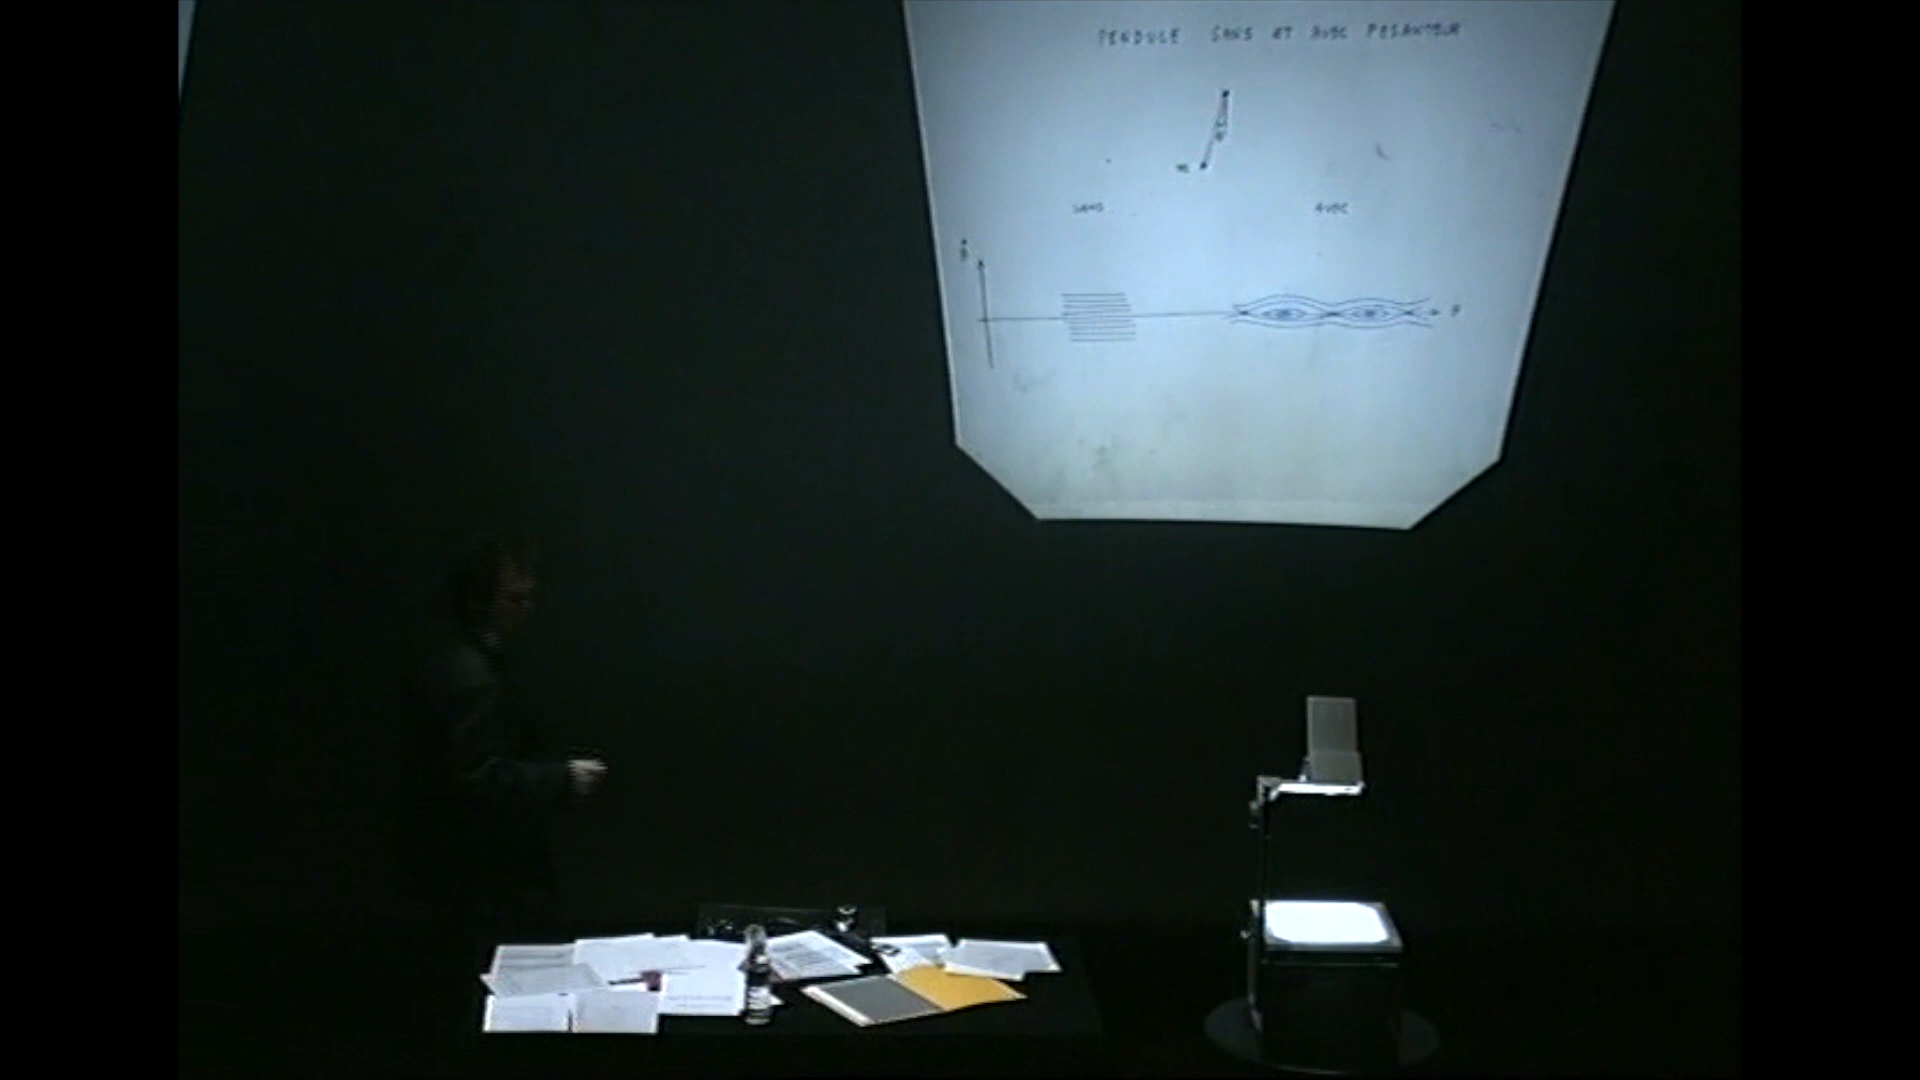 PENDULE SANS ET AVEC PESANTEUR
m
SANS AVEC
θ̇
θ